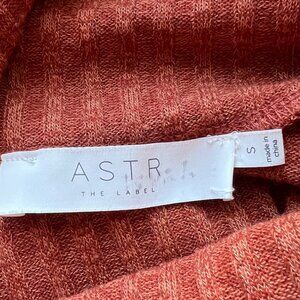 ASTR
THE LABEL
S
made in
china